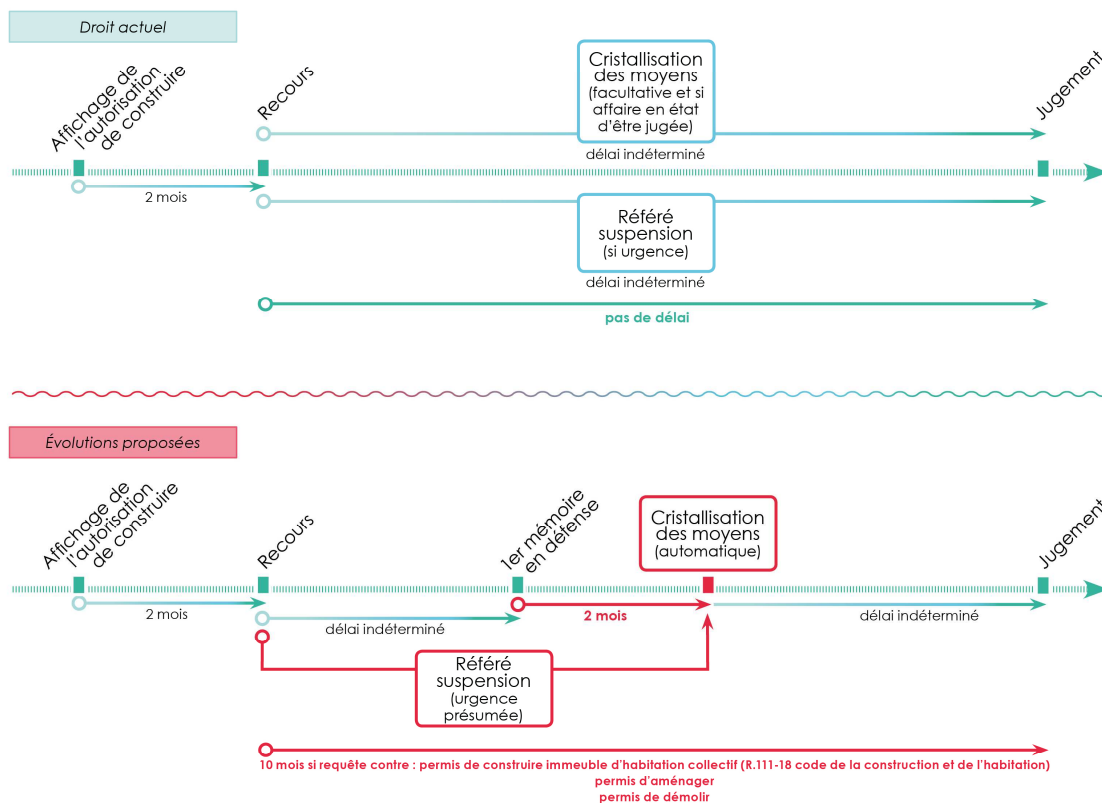 Droit actuel
Affichage de
l'autorisation
de construire
Recours
Cristallisation
des moyens
(facultative et si
affaire en état
d'être jugée)
délai indéterminé
Jugement
2 mois
Référé
suspension
(si urgence)
délai indéterminé
pas de délai
Évolutions proposées
Affichage de
l'autorisation
de construire
Recours
1er mémoire
en défense
Cristallisation
des moyens
(automatique)
Jugement
2 mois
délai indéterminé
2 mois
délai indéterminé
Référé
suspension
(urgence
présumée)
10 mois si requête contre : permis de construire immeuble d'habitation collectif (R.111-18 code de la construction et de l'habitation)
permis d'aménager
permis de démolir